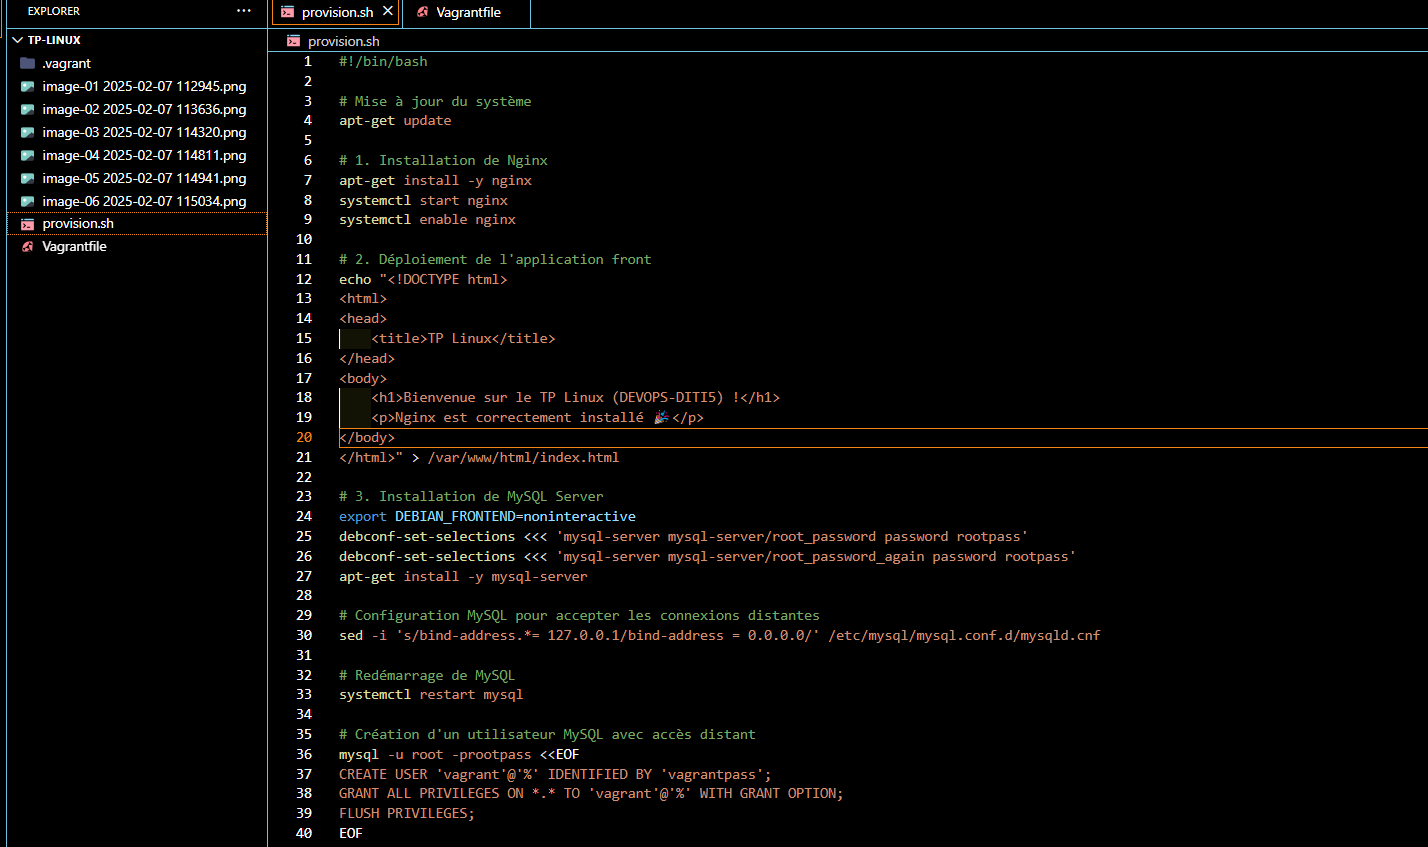 EXPLORER
···
provision.sh
Vagrantfile
TP-LINUX
.vagrant
image-01 2025-02-07 112945.png
image-02 2025-02-07 113636.png
image-03 2025-02-07 114320.png
image-04 2025-02-07 114811.png
image-05 2025-02-07 114941.png
image-06 2025-02-07 115034.png
provision.sh
Vagrantfile
provision.sh
1 #!/bin/bash
2
3 # Mise à jour du système
4 apt-get update
5
6 # 1. Installation de Nginx
7 apt-get install -y nginx
8 systemctl start nginx
9 systemctl enable nginx
10
11 # 2. Déploiement de l'application front
12 echo "<!DOCTYPE html>
13 <html>
14 <head>
15     <title>TP Linux</title>
16 </head>
17 <body>
18     <h1>Bienvenue sur le TP Linux (DEVOPS-DITI5) !</h1>
19     <p>Nginx est correctement installé 🎉</p>
20 </body>
21 </html>" > /var/www/html/index.html
22
23 # 3. Installation de MySQL Server
24 export DEBIAN_FRONTEND=noninteractive
25 debconf-set-selections <<< 'mysql-server mysql-server/root_password password rootpass'
26 debconf-set-selections <<< 'mysql-server mysql-server/root_password_again password rootpass'
27 apt-get install -y mysql-server
28
29 # Configuration MySQL pour accepter les connexions distantes
30 sed -i 's/bind-address.*= 127.0.0.1/bind-address = 0.0.0.0/' /etc/mysql/mysql.conf.d/mysqld.cnf
31
32 # Redémarrage de MySQL
33 systemctl restart mysql
34
35 # Création d'un utilisateur MySQL avec accès distant
36 mysql -u root -prootpass <<EOF
37 CREATE USER 'vagrant'@'%' IDENTIFIED BY 'vagrantpass';
38 GRANT ALL PRIVILEGES ON *.* TO 'vagrant'@'%' WITH GRANT OPTION;
39 FLUSH PRIVILEGES;
40 EOF